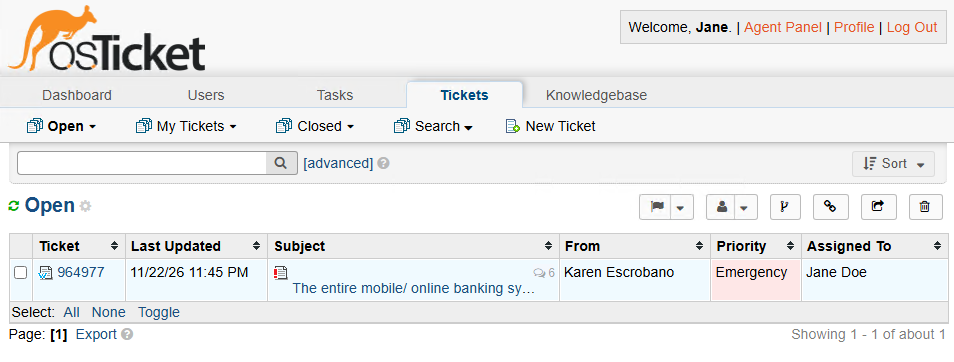 osTicket
Welcome, Jane. | Agent Panel | Profile | Log Out
Dashboard Users Tasks Tickets Knowledgebase
Open My Tickets Closed Search New Ticket
[advanced] ? Sort
Open
Ticket Last Updated Subject From Priority Assigned To
964977 11/22/26 11:45 PM 6 Karen Escrobano Emergency Jane Doe
The entire mobile/ online banking sy…
Select: All None Toggle
Page: [1] Export ? Showing 1 - 1 of about 1